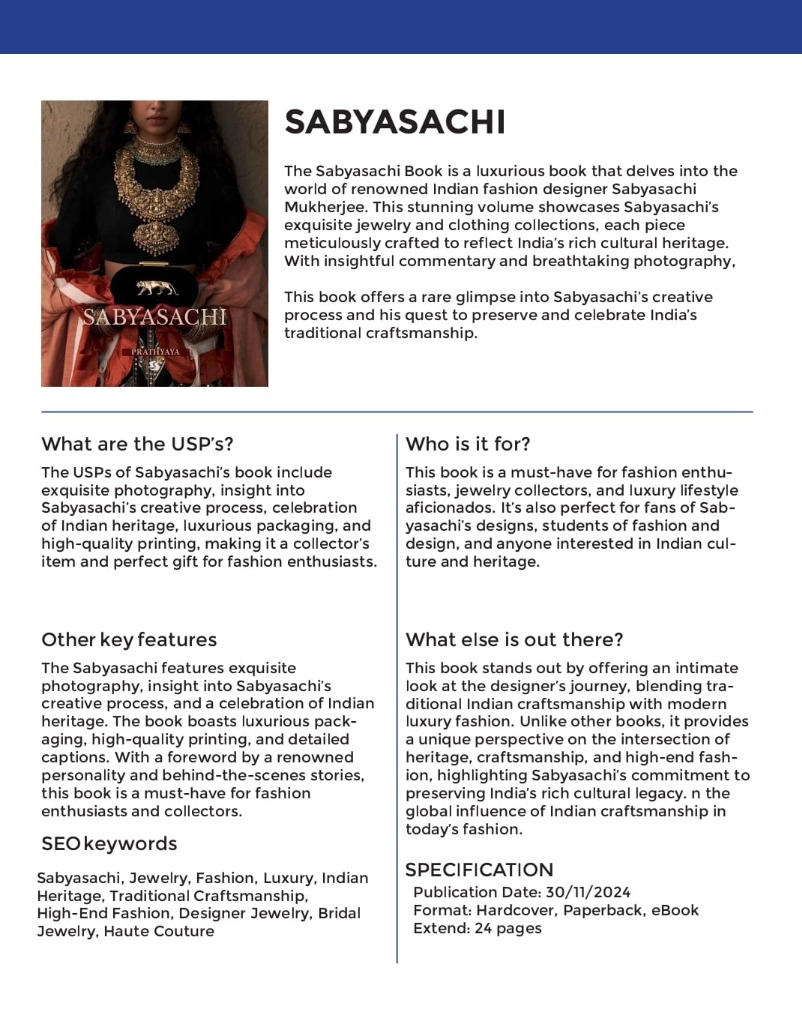 SABYASACHI
The Sabyasachi Book is a luxurious book that delves into the
world of renowned Indian fashion designer Sabyasachi
Mukherjee. This stunning volume showcases Sabyasachi's
exquisite jewelry and clothing collections, each piece
meticulously crafted to reflect India's rich cultural heritage.
With insightful commentary and breathtaking photography,
This book offers a rare glimpse into Sabyasachi's creative
process and his quest to preserve and celebrate India's
traditional craftsmanship.
SABYASACHI
PRATHYAYA
What are the USP's?
The USPs of Sabyasachi's book include
exquisite photography, insight into
Sabyasachi's creative process, celebration
of Indian heritage, luxurious packaging, and
high-quality printing, making it a collector's
item and perfect gift for fashion enthusiasts.
Who is it for?
This book is a must-have for fashion enthu-
siasts, jewelry collectors, and luxury lifestyle
aficionados. It's also perfect for fans of Sab-
yasachi's designs, students of fashion and
design, and anyone interested in Indian cul-
ture and heritage.
Other key features
The Sabyasachi features exquisite
photography, insight into Sabyasachi's
creative process, and a celebration of Indian
heritage. The book boasts luxurious pack-
aging, high-quality printing, and detailed
captions. With a foreword by a renowned
personality and behind-the-scenes stories,
this book is a must-have for fashion
enthusiasts and collectors.
What else is out there?
This book stands out by offering an intimate
look at the designer's journey, blending tra-
ditional Indian craftsmanship with modern
luxury fashion. Unlike other books, it provides
a unique perspective on the intersection of
heritage, craftsmanship, and high-end fash-
ion, highlighting Sabyasachi's commitment to
preserving India's rich cultural legacy. n the
global influence of Indian craftsmanship in
today's fashion.
SEO keywords
Sabyasachi, Jewelry, Fashion, Luxury, Indian
Heritage, Traditional Craftsmanship,
High-End Fashion, Designer Jewelry, Bridal
Jewelry, Haute Couture
SPECIFICATION
Publication Date: 30/11/2024
Format: Hardcover, Paperback, eBook
Extend: 24 pages